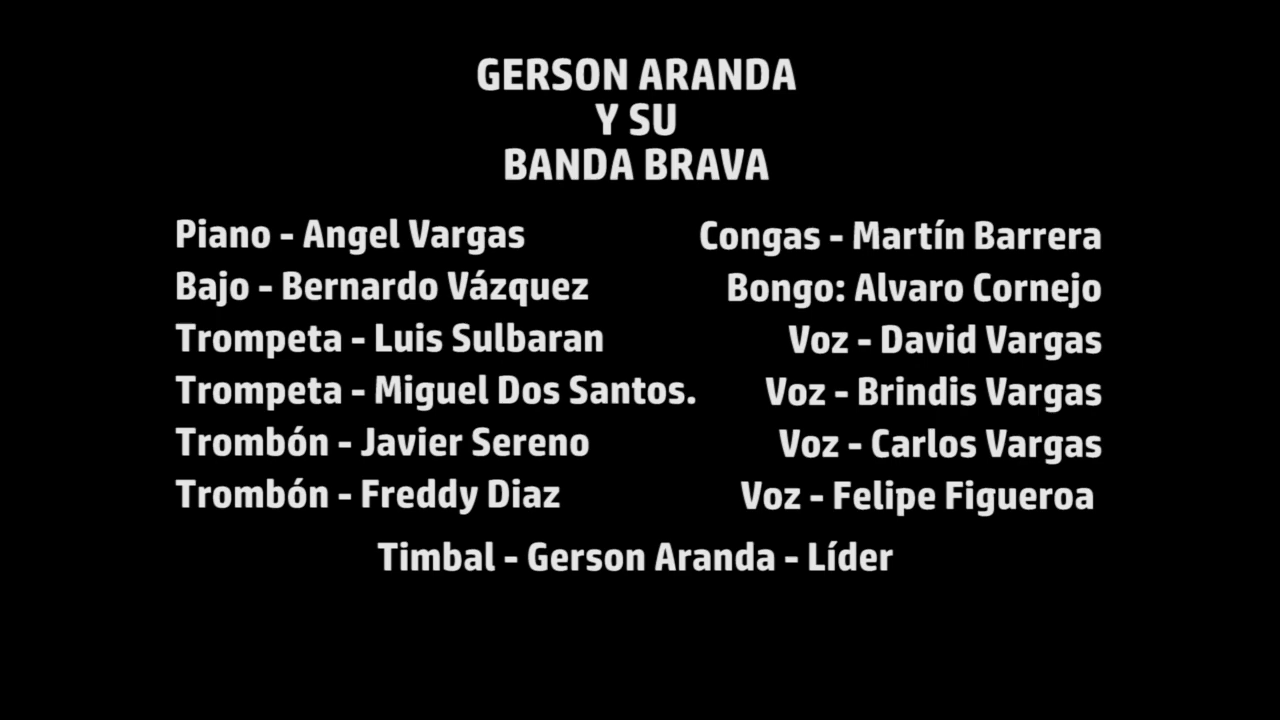 GERSON ARANDA
Y SU
BANDA BRAVA
Piano - Angel Vargas
Bajo - Bernardo Vázquez
Trompeta - Luis Sulbaran
Trompeta - Miguel Dos Santos.
Trombón - Javier Sereno
Trombón - Freddy Diaz
Congas - Martín Barrera
Bongo: Alvaro Cornejo
Voz - David Vargas
Voz - Brindis Vargas
Voz - Carlos Vargas
Voz - Felipe Figueroa
Timbal - Gerson Aranda - Líder